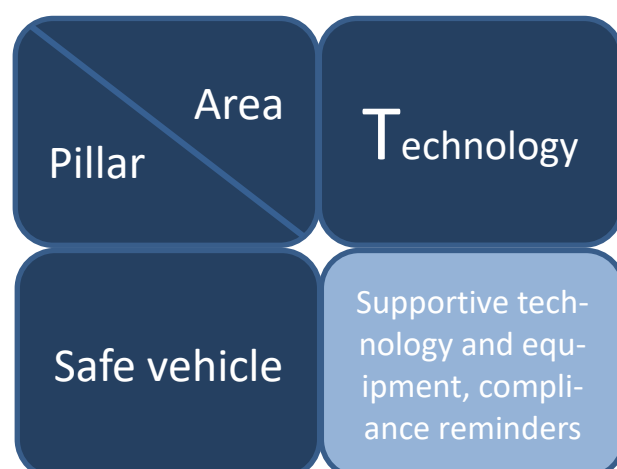 Area
Pillar
Technology
Safe vehicle
Supportive tech-
nology and equ-
ipment, compli-
ance reminders